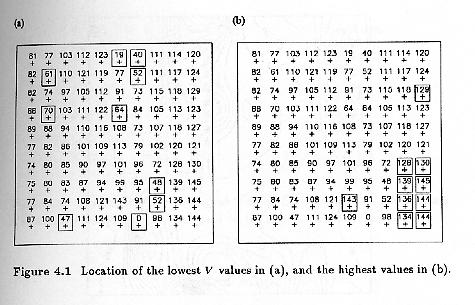 (a)
81 77 103 112 123 19 40 111 114 120
82 61 110 121 119 77 52 111 117 124
82 74 97 105 112 91 73 115 118 129
88 70 103 111 122 64 84 105 113 123
89 88 94 110 116 108 73 107 118 127
77 82 86 101 109 113 79 102 120 121
74 80 85 90 97 101 96 72 128 130
75 80 83 87 94 99 95 48 139 145
77 84 74 108 121 143 91 52 136 144
87 100 47 111 124 109 0 98 134 144
(b)
81 77 103 112 123 19 40 111 114 120
82 61 110 121 119 77 52 111 117 124
82 74 97 105 112 91 73 115 118 129
88 70 103 111 122 64 84 105 113 123
89 88 94 110 116 108 73 107 118 127
77 82 86 101 109 113 79 102 120 121
74 80 85 90 97 101 96 72 128 130
75 80 83 87 94 99 95 48 139 145
77 84 74 108 121 143 91 52 136 144
87 100 47 111 124 109 0 98 134 144
Figure 4.1 Location of the lowest V values in (a), and the highest values in (b).